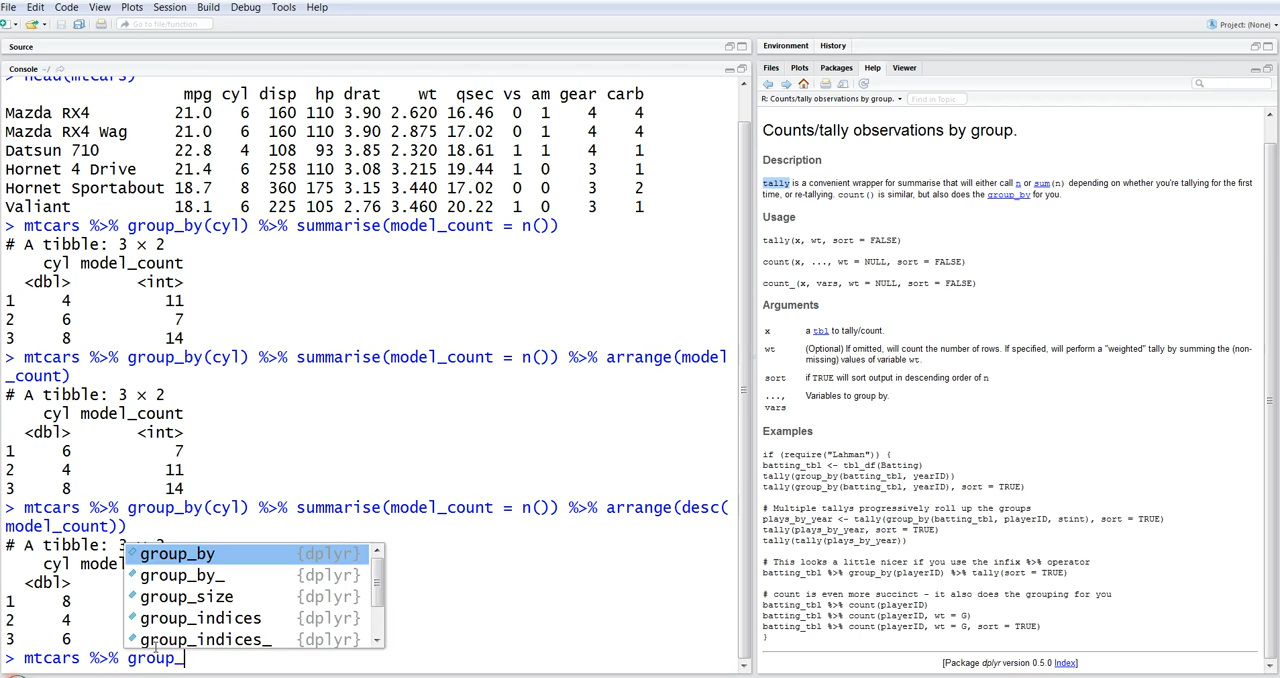 File Edit Code View Plots Session Build Debug Tools Help
Go to file/function
Project: (None)
Source
Console ~/
> head(mtcars)
mpg cyl disp hp drat wt qsec vs am gear carb
Mazda RX4 21.0 6 160 110 3.90 2.620 16.46 0 1 4 4
Mazda RX4 Wag 21.0 6 160 110 3.90 2.875 17.02 0 1 4 4
Datsun 710 22.8 4 108 93 3.85 2.320 18.61 1 1 4 1
Hornet 4 Drive 21.4 6 258 110 3.08 3.215 19.44 1 0 3 1
Hornet Sportabout 18.7 8 360 175 3.15 3.440 17.02 0 0 3 2
Valiant 18.1 6 225 105 2.76 3.460 20.22 1 0 3 1
> mtcars %>% group_by(cyl) %>% summarise(model_count = n())
# A tibble: 3 × 2
cyl model_count
<dbl> <int>
1 4 11
2 6 7
3 8 14
> mtcars %>% group_by(cyl) %>% summarise(model_count = n()) %>% arrange(model
_count)
# A tibble: 3 × 2
cyl model_count
<dbl> <int>
1 6 7
2 4 11
3 8 14
> mtcars %>% group_by(cyl) %>% summarise(model_count = n()) %>% arrange(desc(
model_count))
# A tibble: 3 × 2
cyl mode
<dbl>
1 8
2 4
3 6
> mtcars %>% group_
group_by {dplyr}
group_by_ {dplyr}
group_size {dplyr}
group_indices {dplyr}
group_indices_ {dplyr}
Environment History
Files Plots Packages Help Viewer
R: Counts/tally observations by group. Find in Topic
Counts/tally observations by group.
Description
tally is a convenient wrapper for summarise that will either call n or sum(n) depending on whether you're tallying for the first
time, or re-tallying. count() is similar, but also does the group_by for you.
Usage
tally(x, wt, sort = FALSE)
count(x, ..., wt = NULL, sort = FALSE)
count_(x, vars, wt = NULL, sort = FALSE)
Arguments
x a tbl to tally/count.
wt (Optional) If omitted, will count the number of rows. If specified, will perform a "weighted" tally by summing the (non-
missing) values of variable wt.
sort if TRUE will sort output in descending order of n
..., Variables to group by.
vars
Examples
if (require("Lahman")) {
batting_tbl <- tbl_df(Batting)
tally(group_by(batting_tbl, yearID))
tally(group_by(batting_tbl, yearID), sort = TRUE)
# Multiple tallys progressively roll up the groups
plays_by_year <- tally(group_by(batting_tbl, playerID, stint), sort = TRUE)
tally(plays_by_year, sort = TRUE)
tally(tally(plays_by_year))
# This looks a little nicer if you use the infix %>% operator
batting_tbl %>% group_by(playerID) %>% tally(sort = TRUE)
# count is even more succinct - it also does the grouping for you
batting_tbl %>% count(playerID)
batting_tbl %>% count(playerID, wt = G)
batting_tbl %>% count(playerID, wt = G, sort = TRUE)
}
[Package dplyr version 0.5.0 Index]